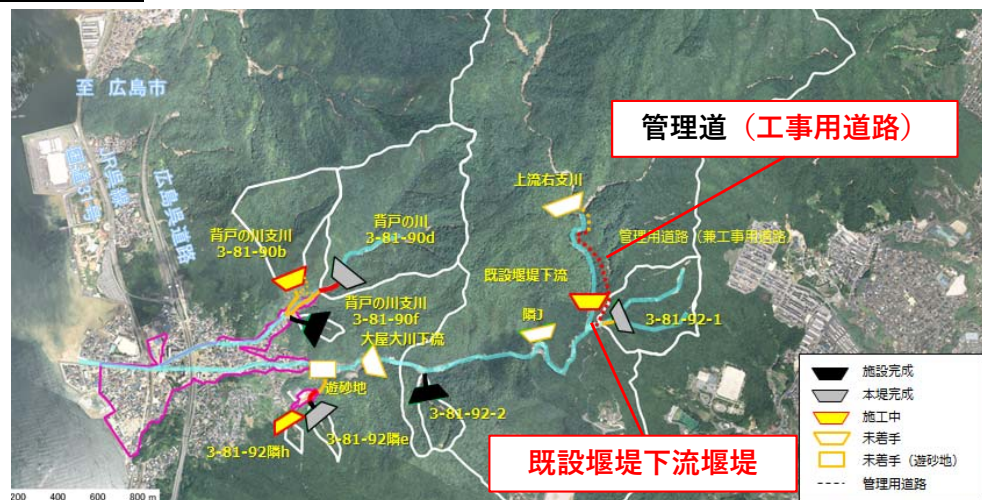 至 広島市
国道31号
JR呉線
広島呉道路
管理道（工事用道路）
上流右支川
管理用道路（兼工事用道路）
背戸の川支川
3-81-90b
背戸の川
3-81-90d
既設堰堤下流
背戸の川支川
3-81-90f
大屋大川下流
隣J
3-81-92-1
遊砂地
3-81-92-2
3-81-92隣e
3-81-92隣h
既設堰堤下流堰堤
施設完成
本堤完成
施工中
未着手
未着手（遊砂地）
管理用道路
200 400 600 800 m